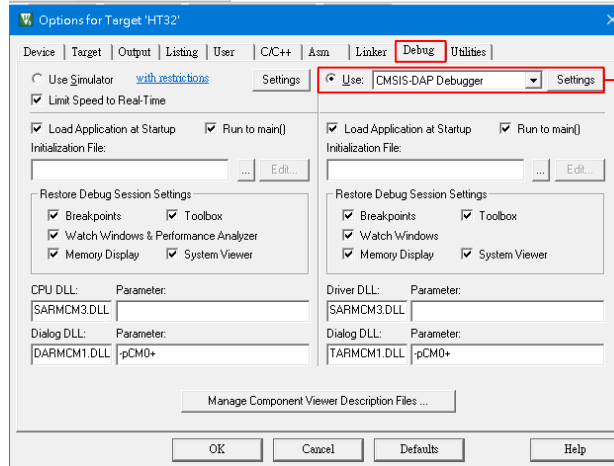 Options for Target 'HT32'
Device | Target | Output | Listing | User | C/C++ | Asm | Linker | Debug | Utilities
Use Simulator with restrictions Settings
Limit Speed to Real-Time
Load Application at Startup Run to main()
Initialization File:
... Edit...
Restore Debug Session Settings
Breakpoints Toolbox
Watch Windows & Performance Analyzer
Memory Display System Viewer
CPU DLL: Parameter:
SARMCM3.DLL
Dialog DLL: Parameter:
DARMCM1.DLL -pCM0+
Use: CMSIS-DAP Debugger Settings
Load Application at Startup Run to main()
Initialization File:
... Edit...
Restore Debug Session Settings
Breakpoints Toolbox
Watch Windows
Memory Display System Viewer
Driver DLL: Parameter:
SARMCM3.DLL
Dialog DLL: Parameter:
TARMCM1.DLL -pCM0+
Manage Component Viewer Description Files ...
OK Cancel Defaults Help